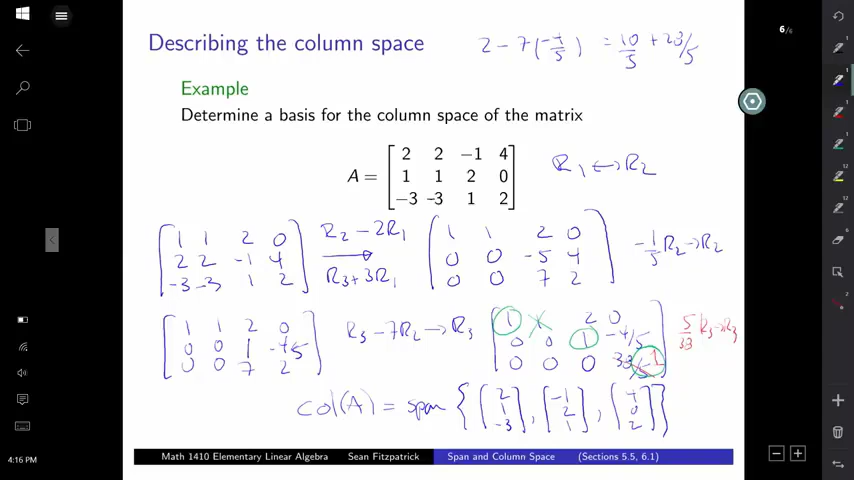 6/6
Describing the column space
2 − 7(−4/5) = 10/5 + 28/5
Example
Determine a basis for the column space of the matrix
A = [2 2 −1 4
1 1 2 0
−3 −3 1 2]
R1 ↔ R2
[1 1 2 0
2 2 −1 4
−3 −3 1 2]
R2 − 2R1
R3 + 3R1
[1 1 2 0
0 0 −5 4
0 0 7 2]
−1/5 R2 → R2
[1 1 2 0
0 0 1 −4/5
0 0 7 2]
R3 − 7R2 → R3
[1 1 2 0
0 0 1 −4/5
0 0 0 1]
5/33 R3 → R3
col(A) = span {[2 1 −3], [−1 2 1], [4 0 2]}
4:16 PM
Math 1410 Elementary Linear Algebra Sean Fitzpatrick Span and Column Space (Sections 5.5, 6.1)